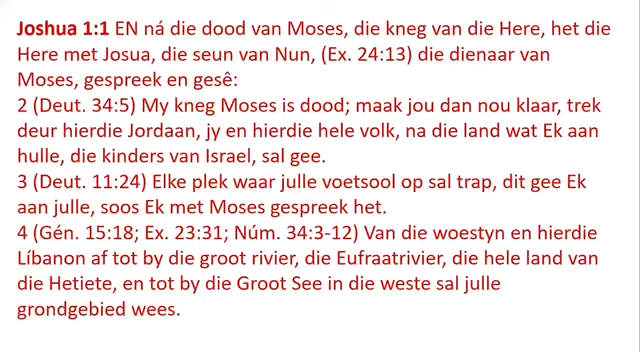 Joshua 1:1 EN ná die dood van Moses, die kneg van die Here, het die
Here met Josua, die seun van Nun, (Ex. 24:13) die dienaar van
Moses, gespreek en gesê:
2 (Deut. 34:5) My kneg Moses is dood; maak jou dan nou klaar, trek
deur hierdie Jordaan, jy en hierdie hele volk, na die land wat Ek aan
hulle, die kinders van Israel, sal gee.
3 (Deut. 11:24) Elke plek waar julle voetsool op sal trap, dit gee Ek
aan julle, soos Ek met Moses gespreek het.
4 (Gén. 15:18; Ex. 23:31; Núm. 34:3-12) Van die woestyn en hierdie
Líbanon af tot by die groot rivier, die Eufraatrivier, die hele land van
die Hetiete, en tot by die Groot See in die weste sal julle
grondgebied wees.